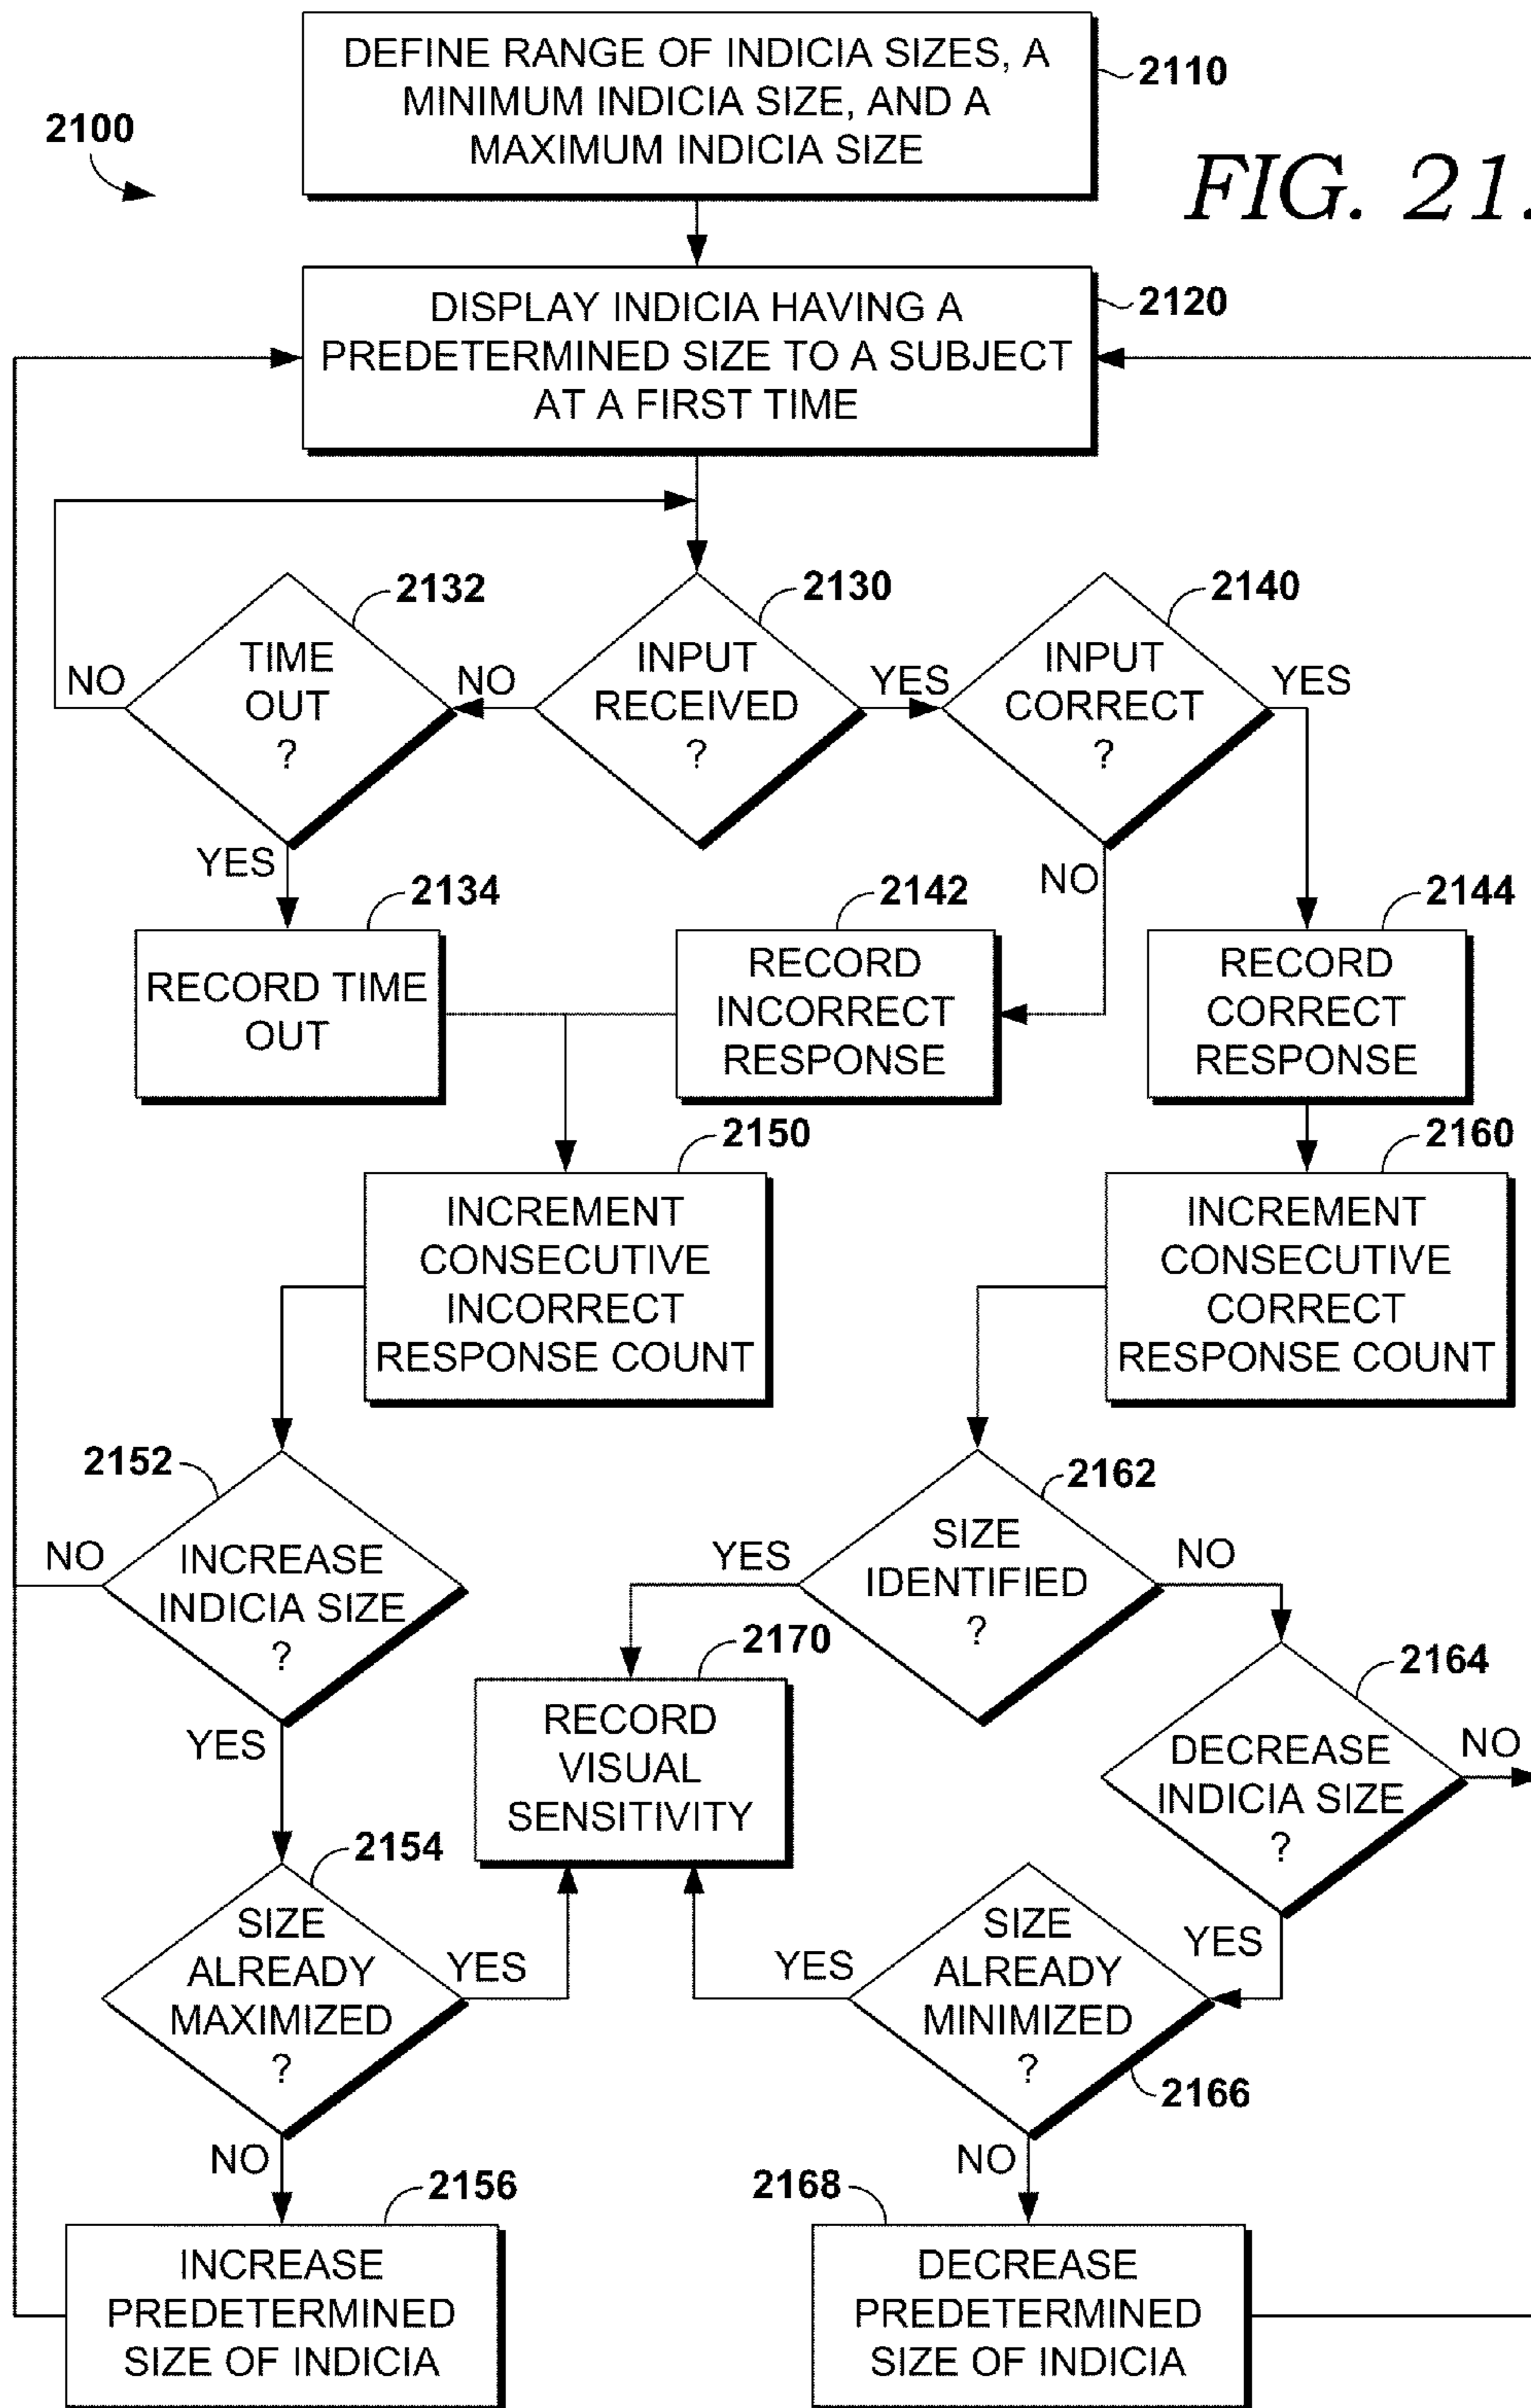 DEFINE RANGE OF INDICIA SIZES, A
MINIMUM INDICIA SIZE, AND A
MAXIMUM INDICIA SIZE
2110
2100
FIG. 21.
DISPLAY INDICIA HAVING A
PREDETERMINED SIZE TO A SUBJECT
AT A FIRST TIME
2120
2132
TIME
OUT
?
NO
NO
YES
2130
INPUT
RECEIVED
?
YES
2140
INPUT
CORRECT
?
YES
NO
2134
RECORD TIME
OUT
2142
RECORD
INCORRECT
RESPONSE
2144
RECORD
CORRECT
RESPONSE
2150
INCREMENT
CONSECUTIVE
INCORRECT
RESPONSE COUNT
2160
INCREMENT
CONSECUTIVE
CORRECT
RESPONSE COUNT
2152
INCREASE
INDICIA SIZE
?
NO
YES
2162
SIZE
IDENTIFIED
?
YES
NO
2170
RECORD
VISUAL
SENSITIVITY
2164
DECREASE
INDICIA SIZE
?
NO
YES
2154
SIZE
ALREADY
MAXIMIZED
?
YES
NO
SIZE
ALREADY
MINIMIZED
?
2166
YES
NO
2156
INCREASE
PREDETERMINED
SIZE OF INDICIA
2168
DECREASE
PREDETERMINED
SIZE OF INDICIA